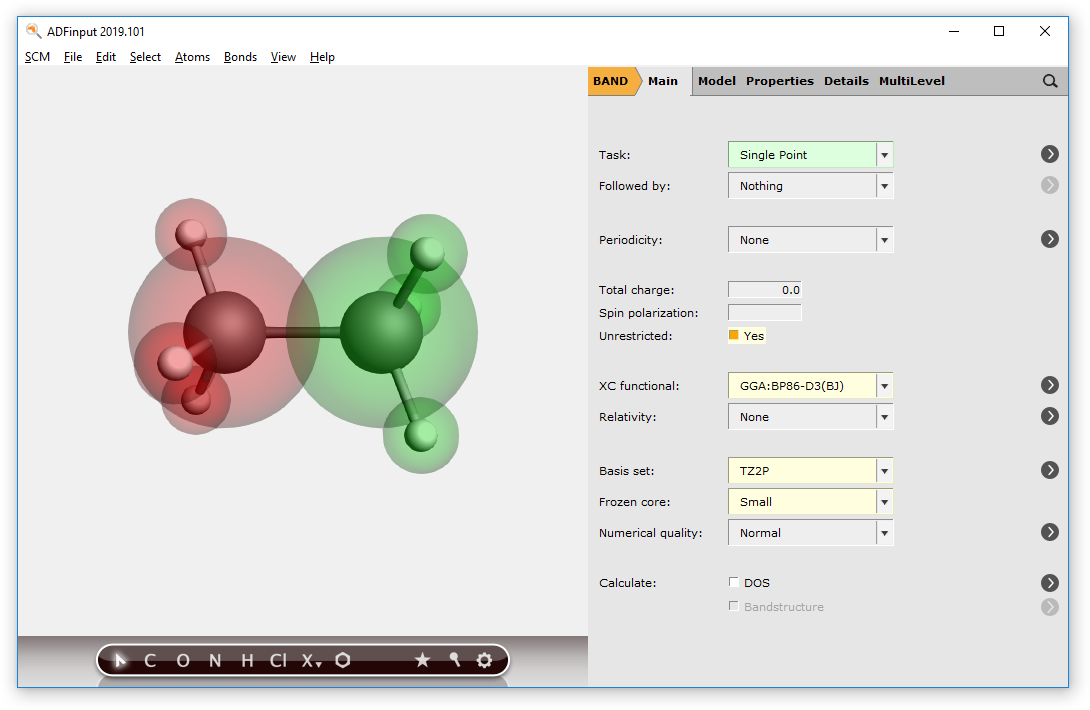 ADFinput 2019.101
SCM File Edit Select Atoms Bonds View Help
BAND Main Model Properties Details MultiLevel
Task: Single Point
Followed by: Nothing
Periodicity: None
Total charge: 0.0
Spin polarization:
Unrestricted: Yes
XC functional: GGA:BP86-D3(BJ)
Relativity: None
Basis set: TZ2P
Frozen core: Small
Numerical quality: Normal
Calculate: DOS
Bandstructure
C O N H Cl X